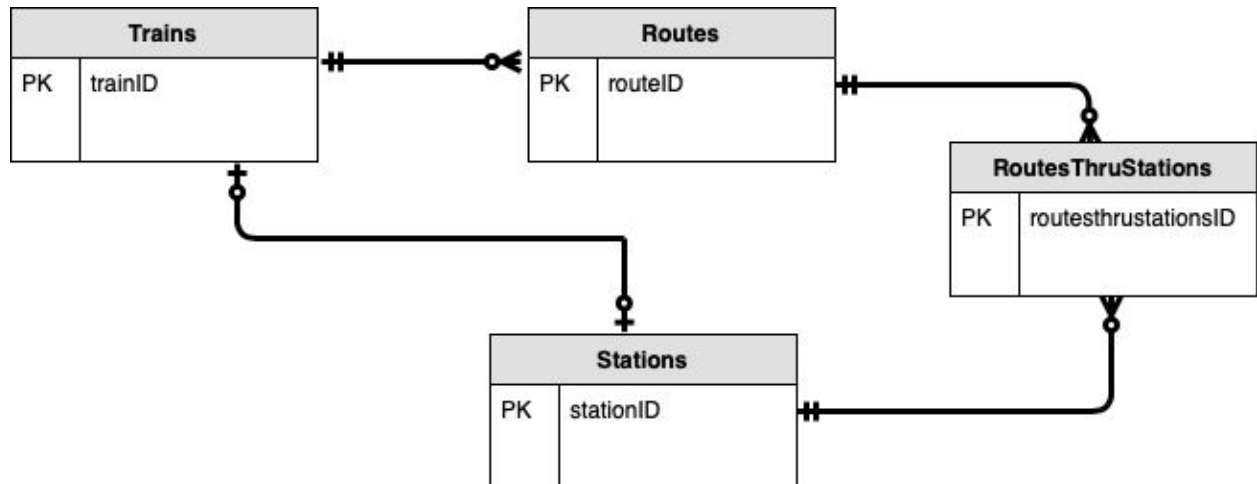 Trains
PK trainID
Routes
PK routeID
RoutesThruStations
PK routesthrustationsID
Stations
PK stationID